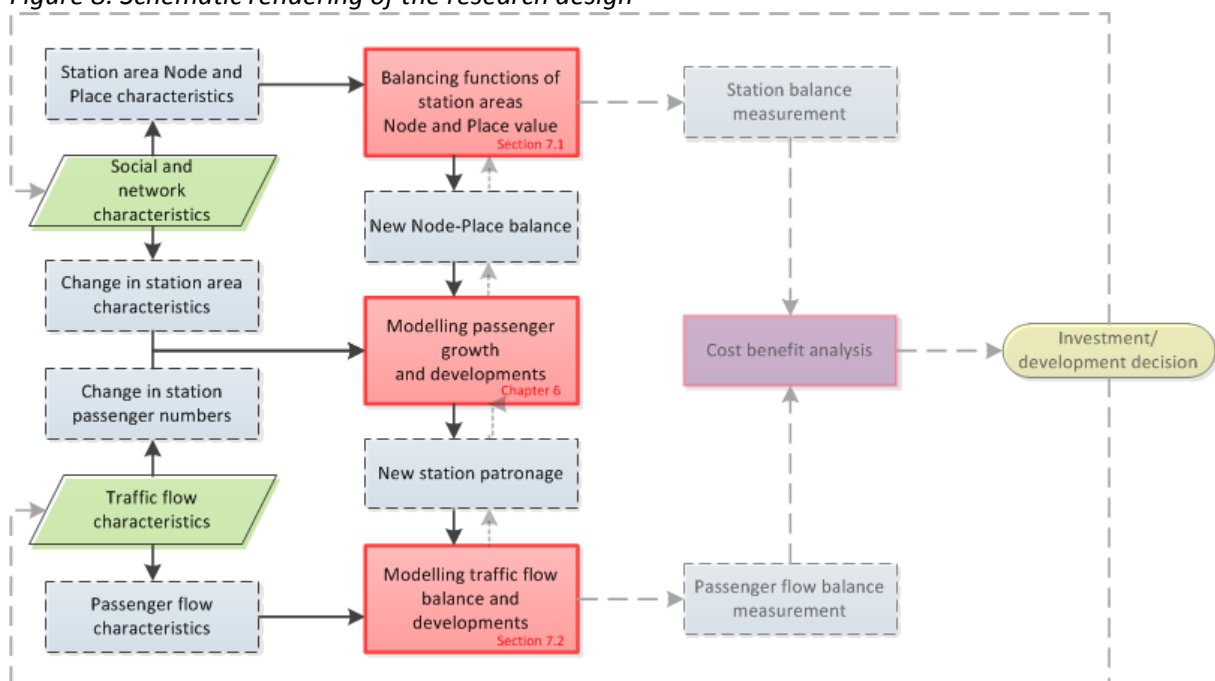 Figure 8: Schematic rendering of the research design
Station area Node and
Place characteristics
Balancing functions of
station areas
Node and Place value
Section 7.1
Station balance
measurement
Social and
network
characteristics
New Node-Place balance
Change in station area
characteristics
Modelling passenger
growth
and developments
Chapter 6
Cost benefit analysis
Investment/
development decision
Change in station
passenger numbers
New station patronage
Traffic flow
characteristics
Modelling traffic flow
balance and
developments
Section 7.2
Passenger flow balance
measurement
Passenger flow
characteristics